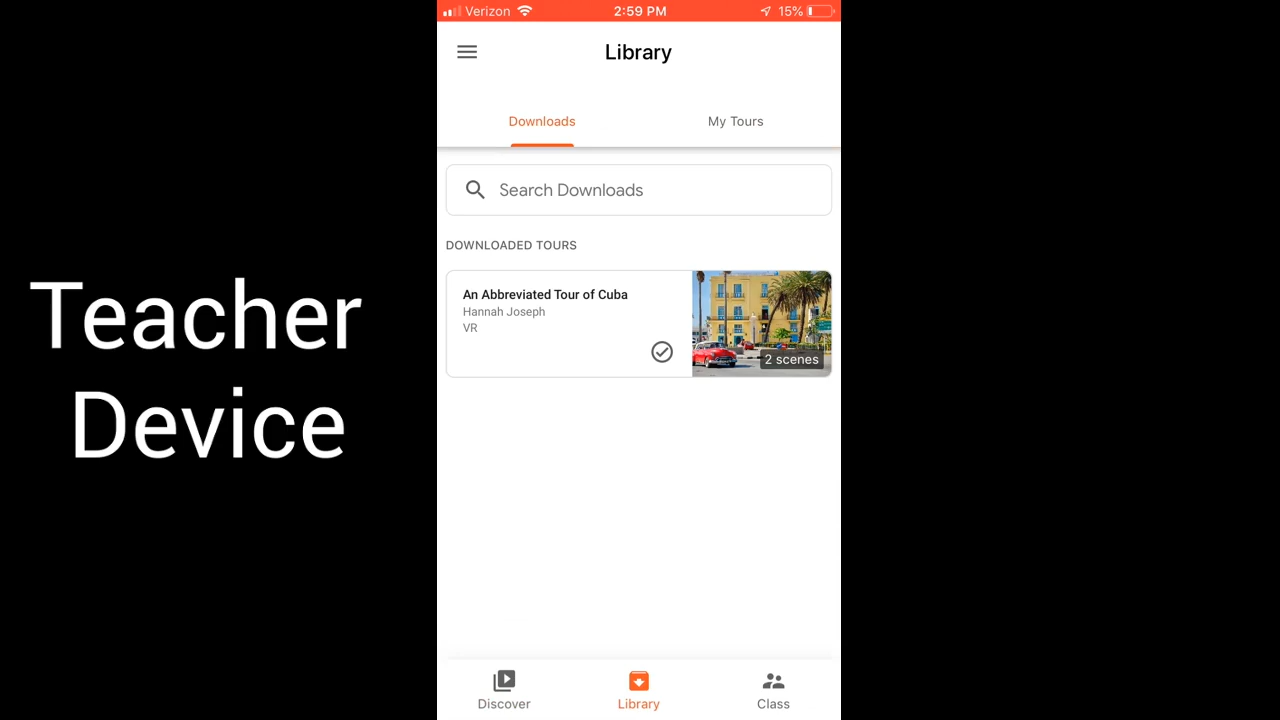 Verizon 2:59 PM 15%
Library
Downloads My Tours
Search Downloads
DOWNLOADED TOURS
An Abbreviated Tour of Cuba
Hannah Joseph
VR
2 scenes
Teacher
Device
Discover Library Class